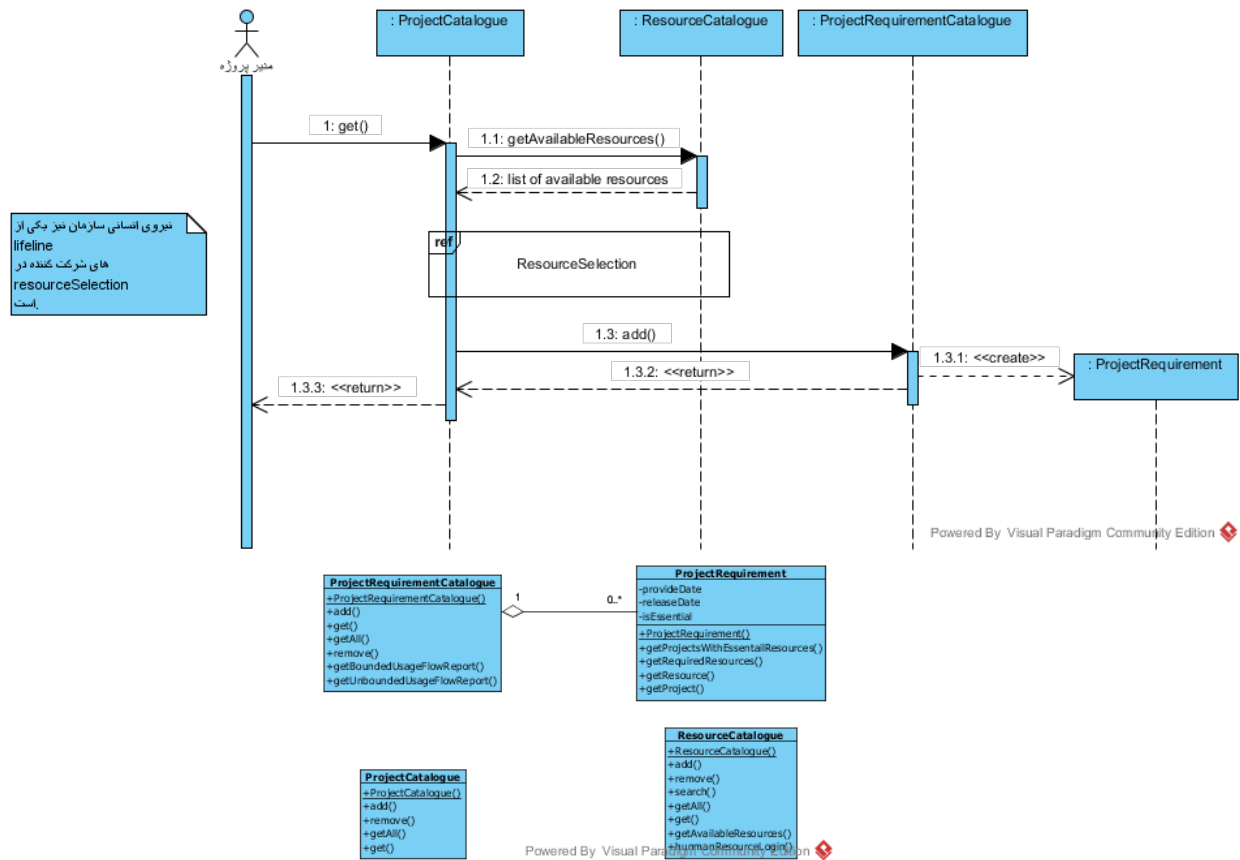 : ProjectCatalogue
: ResourceCatalogue
: ProjectRequirementCatalogue
مدیر پروژه
1: get()
1.1: getAvailableResources()
1.2: list of available resources
نیروی انسانی سازمان نیز یکی از
lifeline
های شرکت کننده در
resourceSelection
است.
ref
ResourceSelection
1.3: add()
1.3.1: <<create>>
: ProjectRequirement
1.3.2: <<return>>
1.3.3: <<return>>
Powered By Visual Paradigm Community Edition
ProjectRequirementCatalogue
+ProjectRequirementCatalogue()
+add()
+get()
+getAll()
+remove()
+getBoundedUsageFlowReport()
+getUnboundedUsageFlowReport()
1
0..*
ProjectRequirement
-provideDate
-releaseDate
-isEssential
+ProjectRequirement()
+getProjectsWithEssentailResources()
+getRequiredResources()
+getResource()
+getProject()
ProjectCatalogue
+ProjectCatalogue()
+add()
+remove()
+getAll()
+get()
ResourceCatalogue
+ResourceCatalogue()
+add()
+remove()
+search()
+getAll()
+get()
+getAvailableResources()
+hunmanResourceLogin()
Powered By Visual Paradigm Community Edition